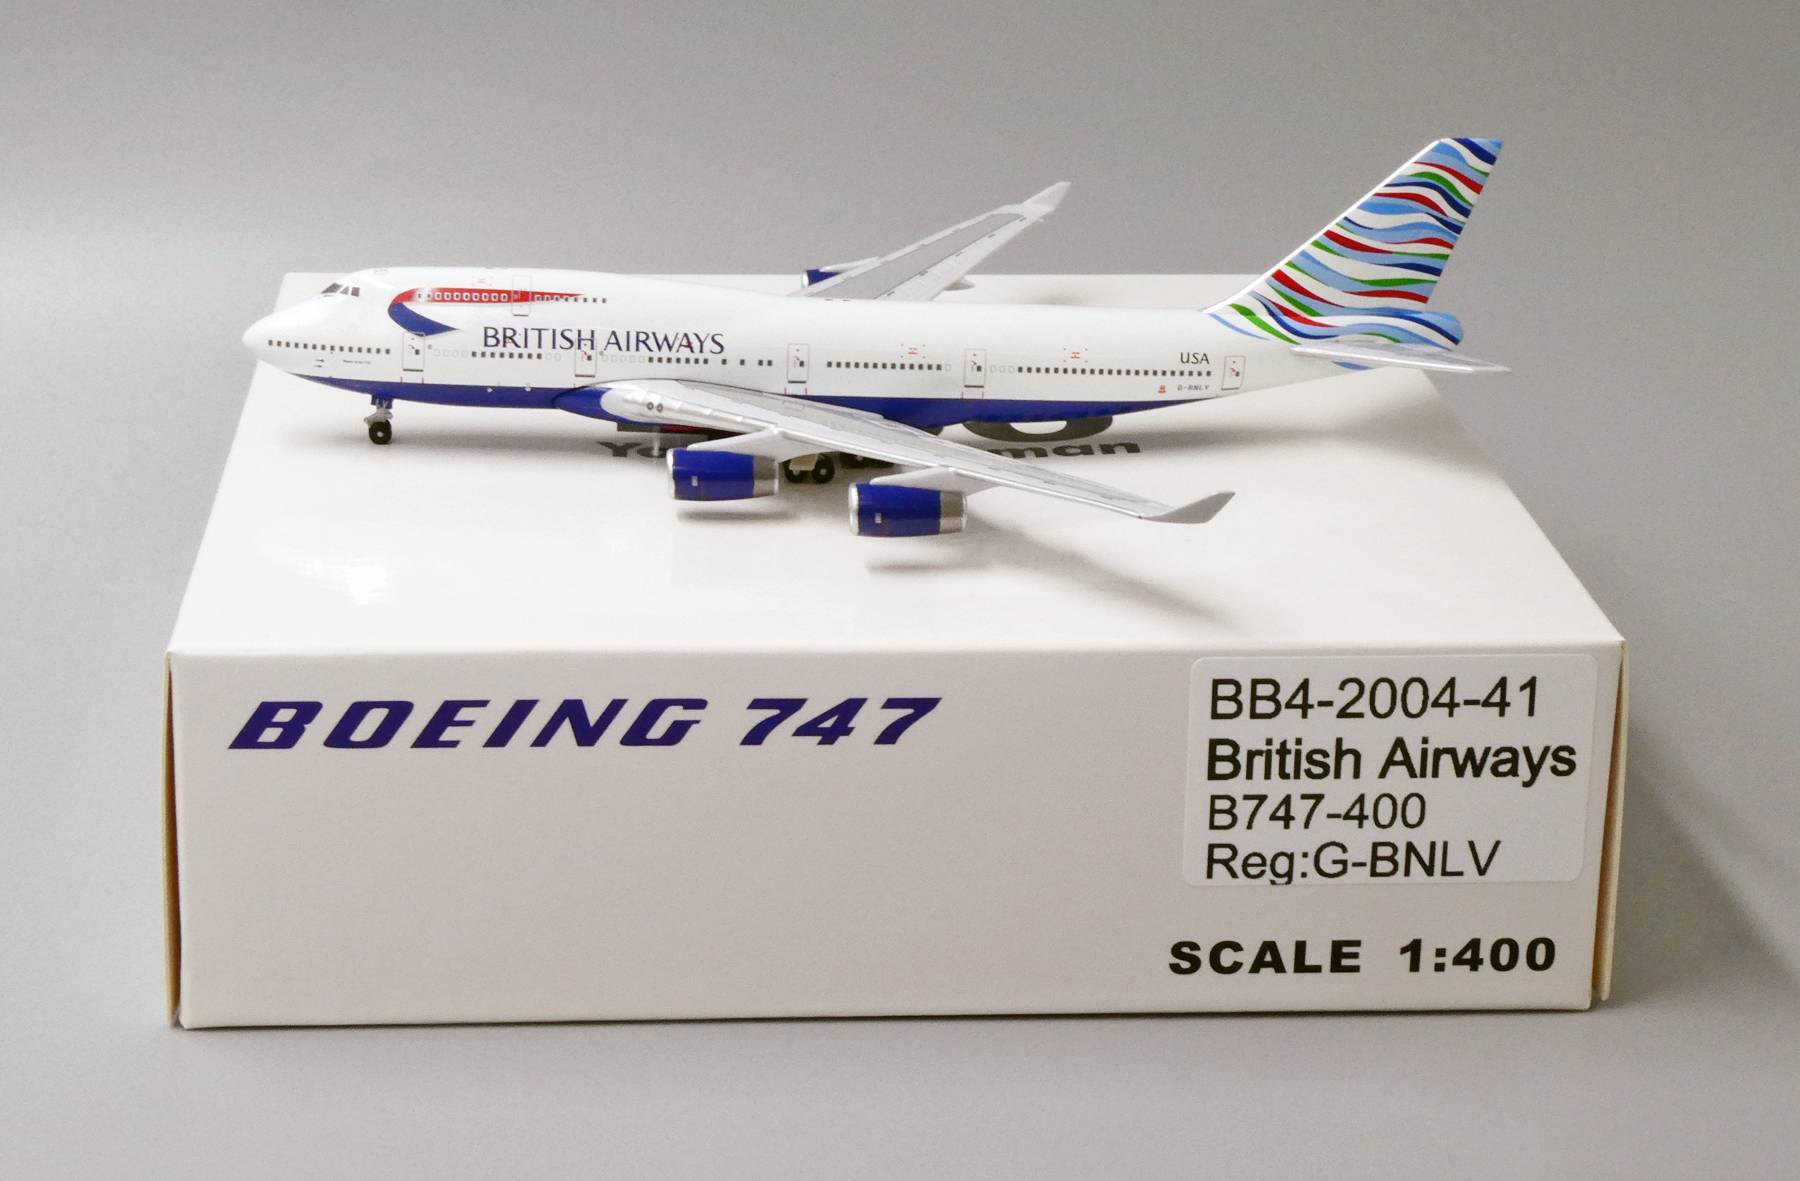 BRITISH AIRWAYS
USA
G-BNLV
BOEING 747
BB4-2004-41
British Airways
B747-400
Reg:G-BNLV
SCALE 1:400